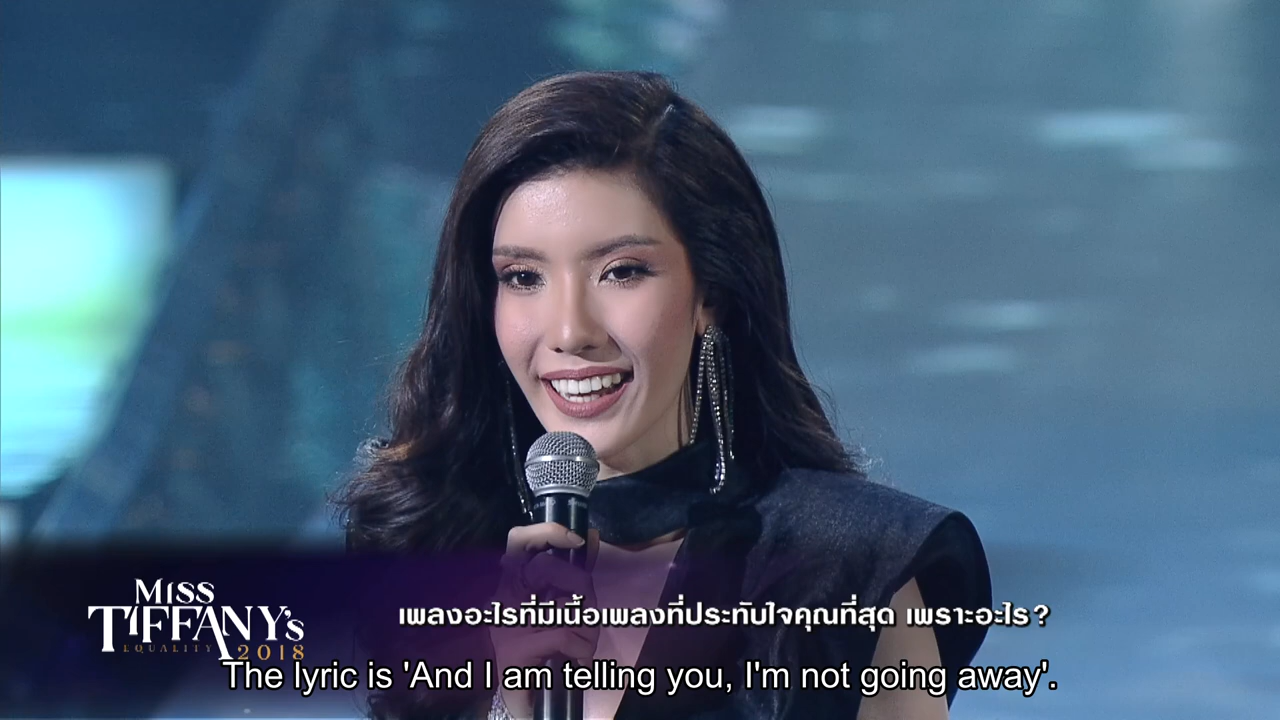 MISS
TIFFANY's
EQUALITY 2018
เพลงอะไรที่มีเนื้อเพลงที่ประทับใจคุณที่สุด เพราะอะไร?
The lyric is 'And I am telling you, I'm not going away'.